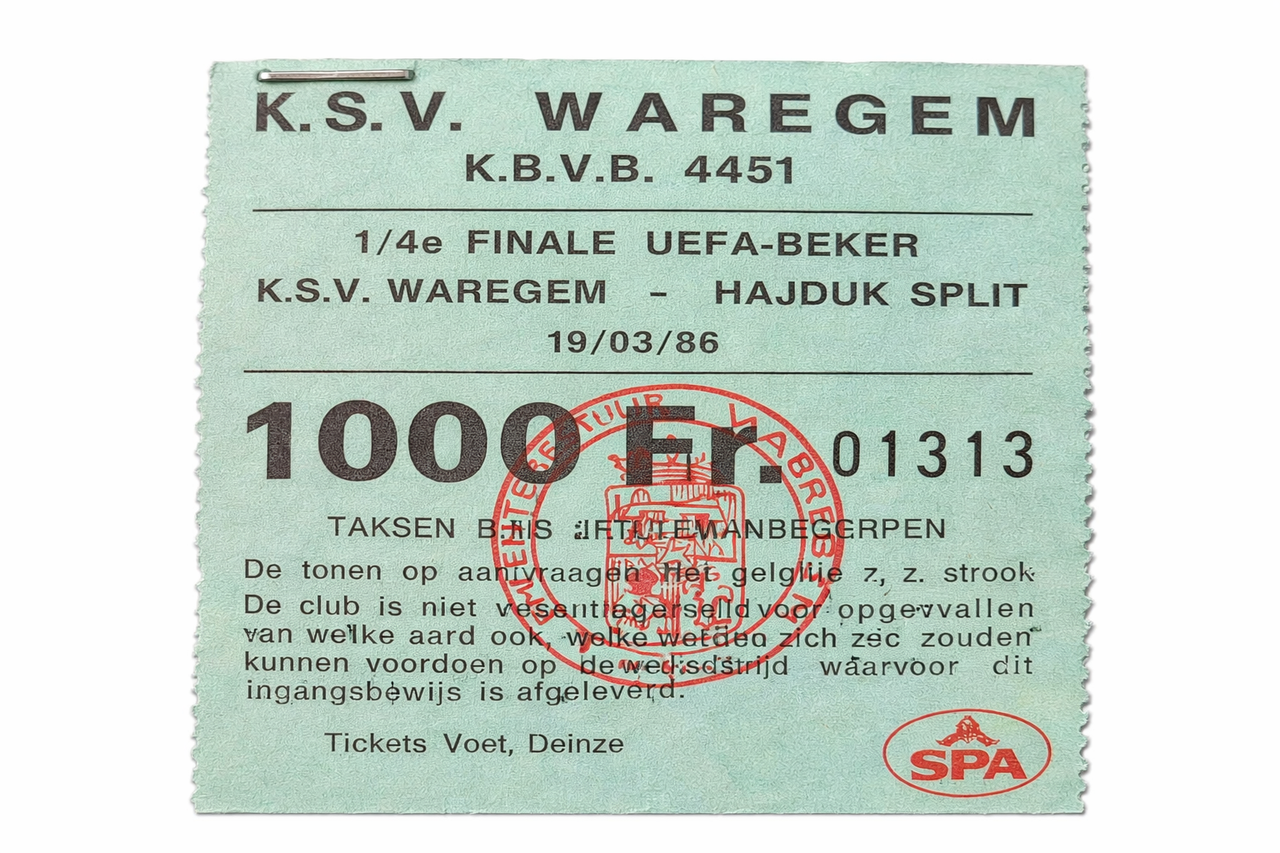 K.S.V. WAREGEM
K.B.V.B. 4451
1/4e FINALE UEFA-BEKER
K.S.V. WAREGEM - HAJDUK SPLIT
19/03/86
1000 Fr. 01313
TAKSEN
De tonen op gelgilie z, z. strook
De club is niet voor opgevvallen
van welke aard ook, welke zich zouden
kunnen voordoen op waarvoor dit
ingangsbewijs is afgeleverd.
Tickets Voet, Deinze
SPA